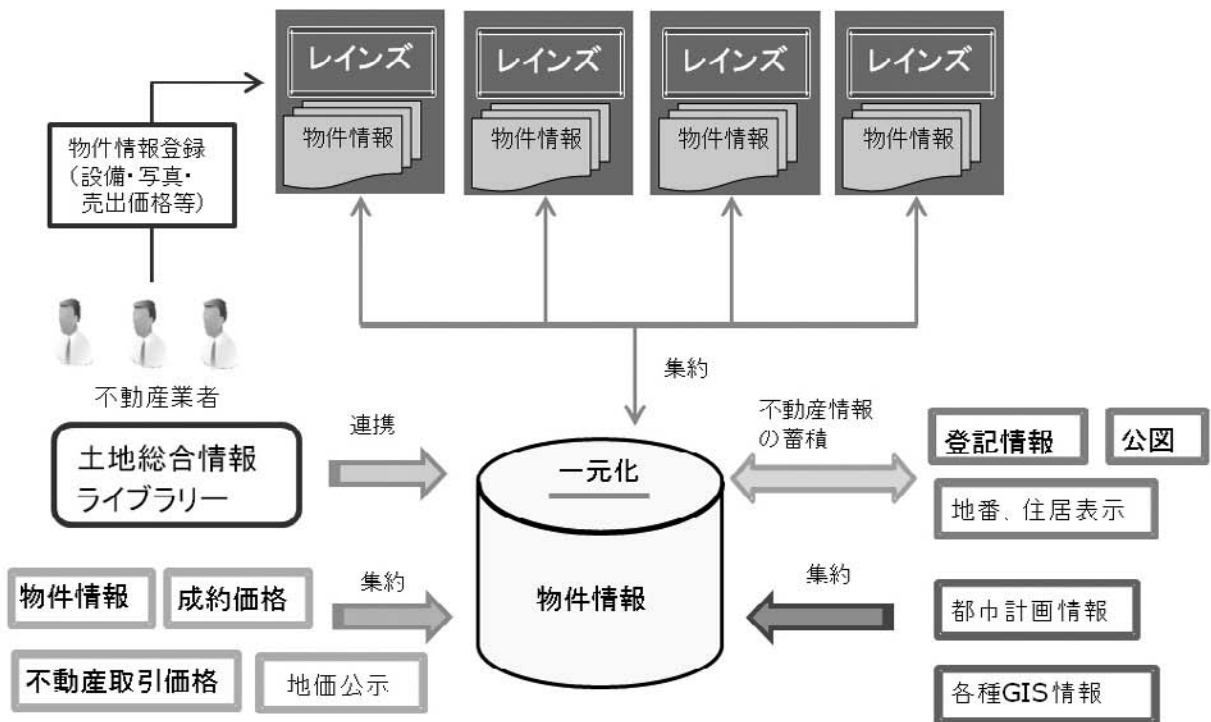 レインズ
レインズ
レインズ
レインズ
物件情報
物件情報
物件情報
物件情報
物件情報登録
(設備・写真・
売出価格等)
不動産業者
集約
土地総合情報
ライブラリー
連携
一元化
物件情報
不動産情報
の蓄積
登記情報
公図
地番、住居表示
物件情報
成約価格
集約
不動産取引価格
地価公示
集約
都市計画情報
各種GIS情報